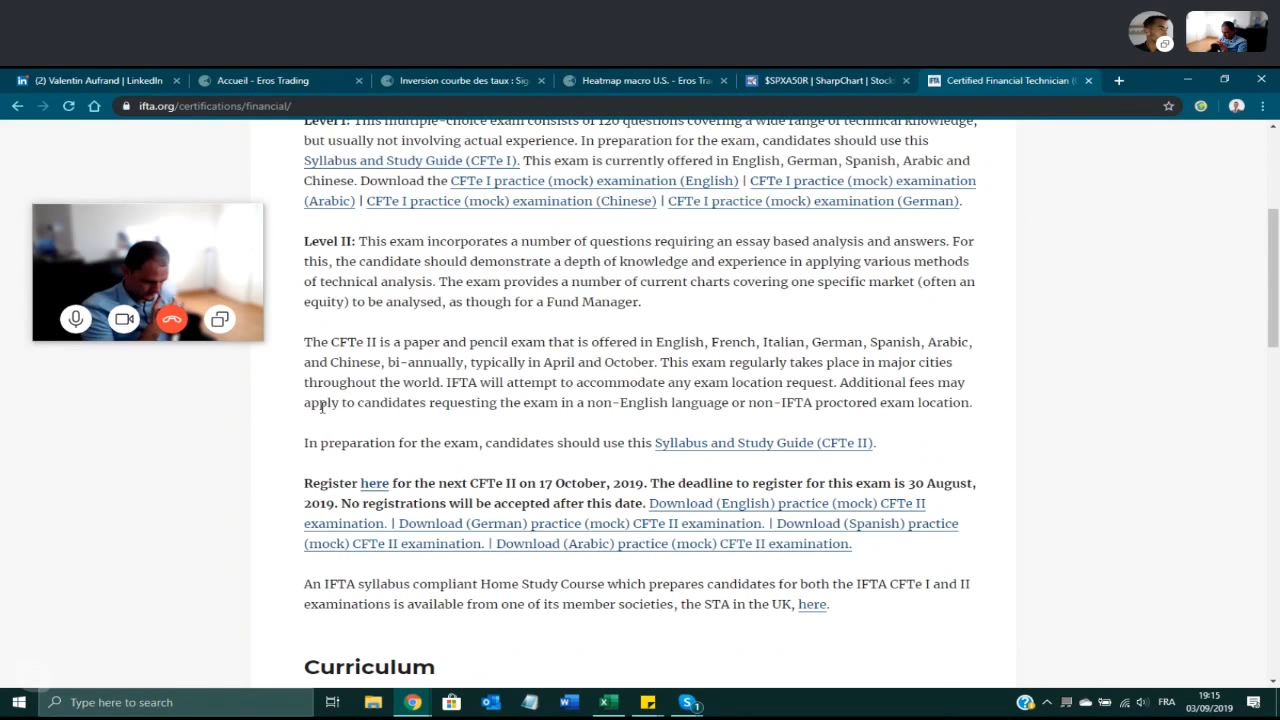 (2) Valentin Aufrand | LinkedIn
Accueil - Eros Trading
Inversion courbe des taux : Sig
Heatmap macro U.S. - Eros Tra
$SPXA50R | SharpChart | Stock
Certified Financial Technician (
ifta.org/certifications/financial/
Level I: This multiple-choice exam consists of 120 questions covering a wide range of technical knowledge,
but usually not involving actual experience. In preparation for the exam, candidates should use this
Syllabus and Study Guide (CFTe I). This exam is currently offered in English, German, Spanish, Arabic and
Chinese. Download the CFTe I practice (mock) examination (English) | CFTe I practice (mock) examination
(Arabic) | CFTe I practice (mock) examination (Chinese) | CFTe I practice (mock) examination (German).
Level II: This exam incorporates a number of questions requiring an essay based analysis and answers. For
this, the candidate should demonstrate a depth of knowledge and experience in applying various methods
of technical analysis. The exam provides a number of current charts covering one specific market (often an
equity) to be analysed, as though for a Fund Manager.
The CFTe II is a paper and pencil exam that is offered in English, French, Italian, German, Spanish, Arabic,
and Chinese, bi-annually, typically in April and October. This exam regularly takes place in major cities
throughout the world. IFTA will attempt to accommodate any exam location request. Additional fees may
apply to candidates requesting the exam in a non-English language or non-IFTA proctored exam location.
In preparation for the exam, candidates should use this Syllabus and Study Guide (CFTe II).
Register here for the next CFTe II on 17 October, 2019. The deadline to register for this exam is 30 August,
2019. No registrations will be accepted after this date. Download (English) practice (mock) CFTe II
examination. | Download (German) practice (mock) CFTe II examination. | Download (Spanish) practice
(mock) CFTe II examination. | Download (Arabic) practice (mock) CFTe II examination.
An IFTA syllabus compliant Home Study Course which prepares candidates for both the IFTA CFTe I and II
examinations is available from one of its member societies, the STA in the UK, here.
Curriculum
Type here to search
FRA
19:15
03/09/2019